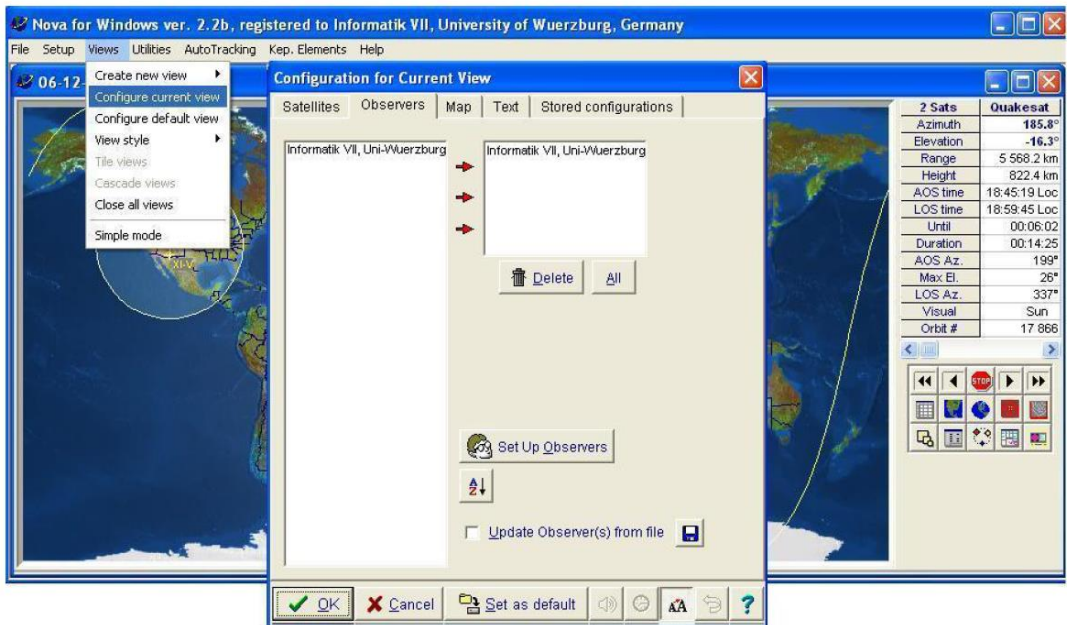 Nova for Windows ver. 2.2b, registered to Informatik VII, University of Wuerzburg, Germany
File Setup Views Utilities AutoTracking Kep. Elements Help
06-12-
Create new view
Configure current view
Configure default view
View style
Tile views
Cascade views
Close all views
Simple mode
XI-V
Configuration for Current View
Satellites Observers Map Text Stored configurations
Informatik VII, Uni-Wuerzburg
Informatik VII, Uni-Wuerzburg
Delete All
Set Up Observers
A
Z
Update Observer(s) from file
OK Cancel Set as default AA ?
2 Sats Quakesat
Azimuth 185.8°
Elevation -16.3°
Range 5 568.2 km
Height 822.4 km
AOS time 18:45:19 Loc
LOS time 18:59:45 Loc
Until 00:06:02
Duration 00:14:25
AOS Az. 199°
Max El. 26°
LOS Az. 337°
Visual Sun
Orbit # 17 866
STOP